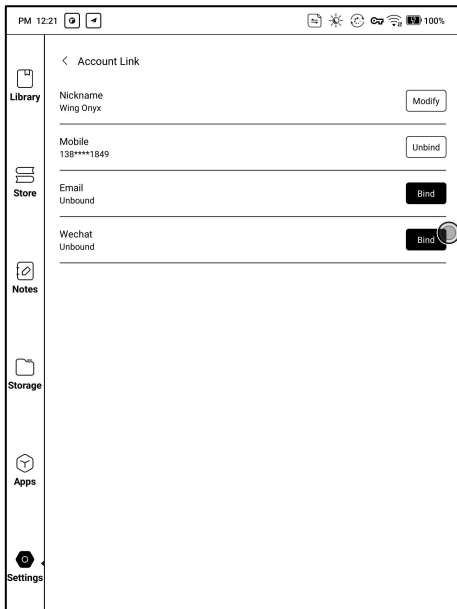 PM 12:21
100%
Account Link
Nickname
Wing Onyx
Modify
Mobile
138****1849
Unbind
Email
Unbound
Bind
Wechat
Unbound
Bind
Library
Store
Notes
Storage
Apps
Settings